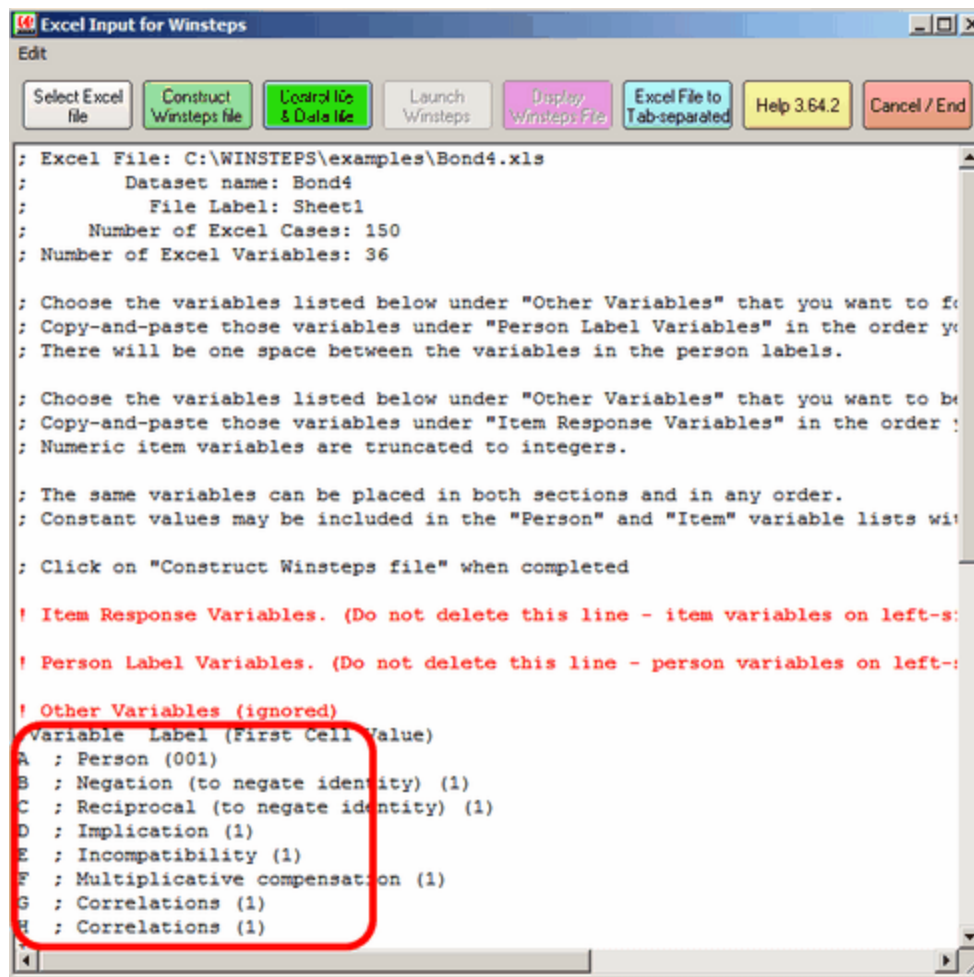 Excel Input for Winsteps
Edit
Select Excel file
Construct Winsteps file
Control file & Data file
Launch Winsteps
Display Winsteps File
Excel File to Tab-separated
Help 3.64.2
Cancel / End
; Excel File: C:\WINSTEPS\examples\Bond4.xls
; Dataset name: Bond4
; File Label: Sheet1
; Number of Excel Cases: 150
; Number of Excel Variables: 36
; Choose the variables listed below under "Other Variables" that you want to fo
; Copy-and-paste those variables under "Person Label Variables" in the order yo
; There will be one space between the variables in the person labels.
; Choose the variables listed below under "Other Variables" that you want to be
; Copy-and-paste those variables under "Item Response Variables" in the order
; Numeric item variables are truncated to integers.
; The same variables can be placed in both sections and in any order.
; Constant values may be included in the "Person" and "Item" variable lists wit
; Click on "Construct Winsteps file" when completed
! Item Response Variables. (Do not delete this line - item variables on left-s
! Person Label Variables. (Do not delete this line - person variables on left-
! Other Variables (ignored)
Variable Label (First Cell Value)
A ; Person (001)
B ; Negation (to negate identity) (1)
C ; Reciprocal (to negate identity) (1)
D ; Implication (1)
E ; Incompatibility (1)
F ; Multiplicative compensation (1)
G ; Correlations (1)
H ; Correlations (1)